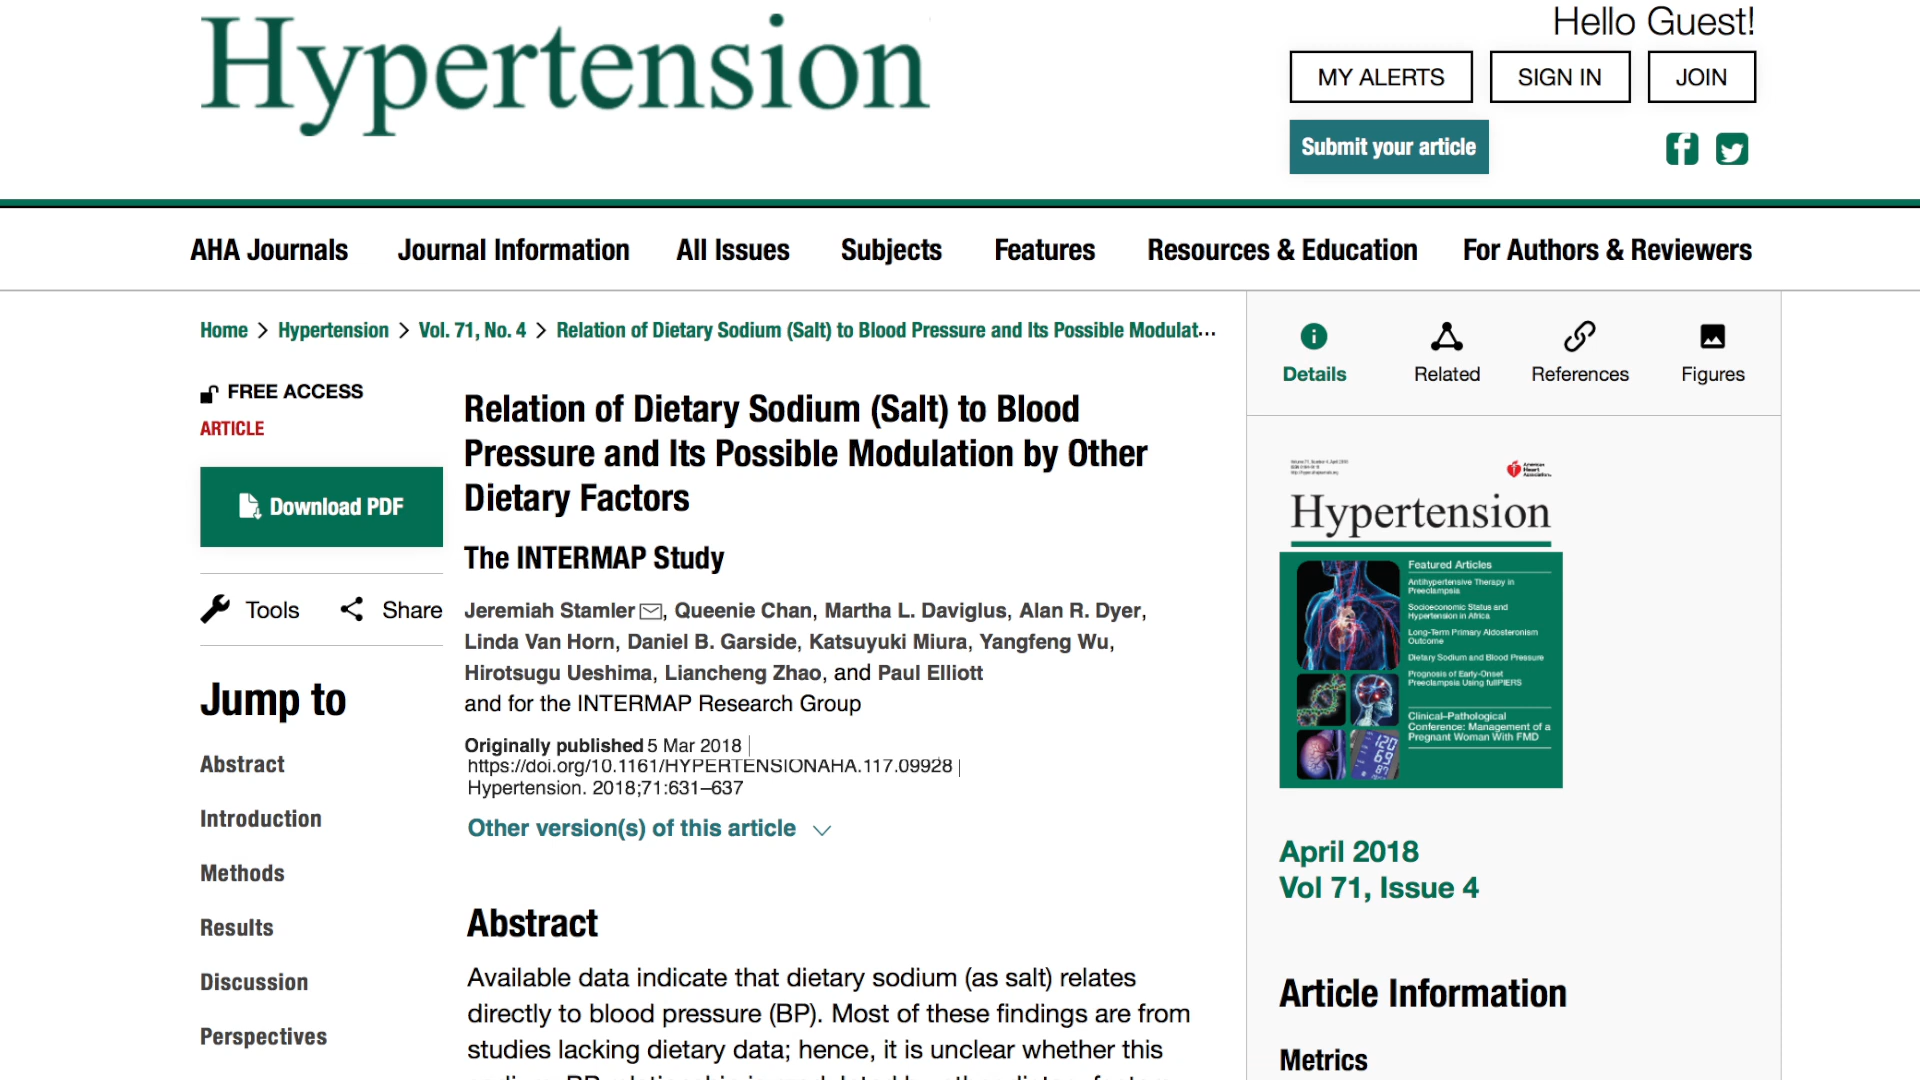 Hypertension
Hello Guest!
MY ALERTS
SIGN IN
JOIN
Submit your article
AHA Journals
Journal Information
All Issues
Subjects
Features
Resources & Education
For Authors & Reviewers
Home > Hypertension > Vol. 71, No. 4 > Relation of Dietary Sodium (Salt) to Blood Pressure and Its Possible Modulat...
FREE ACCESS
ARTICLE
Download PDF
Tools
Share
Jump to
Abstract
Introduction
Methods
Results
Discussion
Perspectives
Relation of Dietary Sodium (Salt) to Blood
Pressure and Its Possible Modulation by Other
Dietary Factors
The INTERMAP Study
Jeremiah Stamler, Queenie Chan, Martha L. Daviglus, Alan R. Dyer,
Linda Van Horn, Daniel B. Garside, Katsuyuki Miura, Yangfeng Wu,
Hirotsugu Ueshima, Liancheng Zhao, and Paul Elliott
and for the INTERMAP Research Group
Originally published 5 Mar 2018 |
https://doi.org/10.1161/HYPERTENSIONAHA.117.09928 |
Hypertension. 2018;71:631–637
Other version(s) of this article
Abstract
Available data indicate that dietary sodium (as salt) relates
directly to blood pressure (BP). Most of these findings are from
studies lacking dietary data; hence, it is unclear whether this
Details
Related
References
Figures
American
Heart
Association
Hypertension
Featured Articles
Antihypertensive Therapy in
Preeclampsia
Socioeconomic Status and
Hypertension in Africa
Long-Term Primary Aldosteronism
Outcome
Dietary Sodium and Blood Pressure
Prognosis of Early-Onset
Preeclampsia Using fullPIERS
Clinical–Pathological
Conference: Management of a
Pregnant Woman With FMD
April 2018
Vol 71, Issue 4
Article Information
Metrics